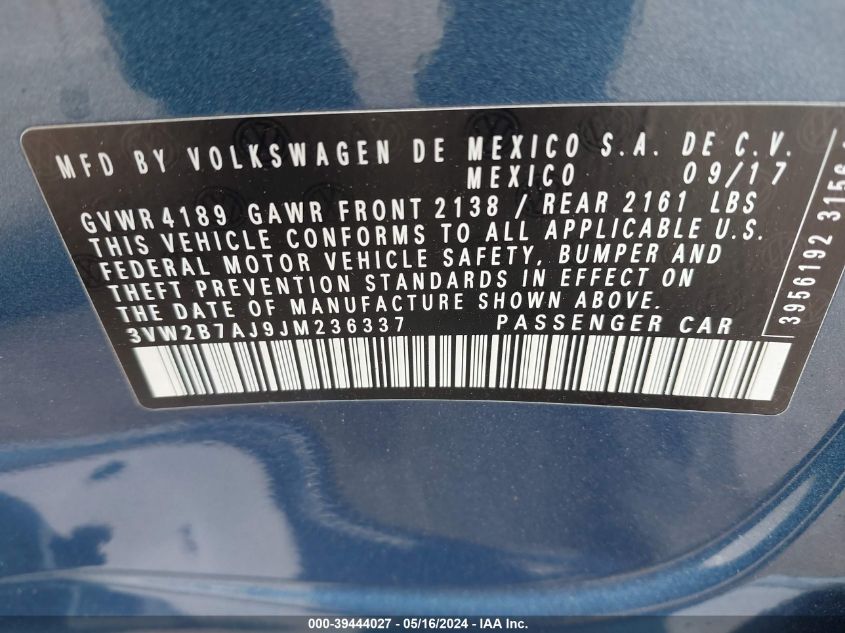 MFD BY VOLKSWAGEN DE MEXICO S.A. DE C.V.
MEXICO 09/17
GVWR 4189 GAWR FRONT 2138 / REAR 2161 LBS
THIS VEHICLE CONFORMS TO ALL APPLICABLE U.S.
FEDERAL MOTOR VEHICLE SAFETY, BUMPER AND
THEFT PREVENTION STANDARDS IN EFFECT ON
THE DATE OF MANUFACTURE SHOWN ABOVE.
3VW2B7AJ9JM236337 PASSENGER CAR
3956192 3156
000-39444027 - 05/16/2024 - IAA Inc.